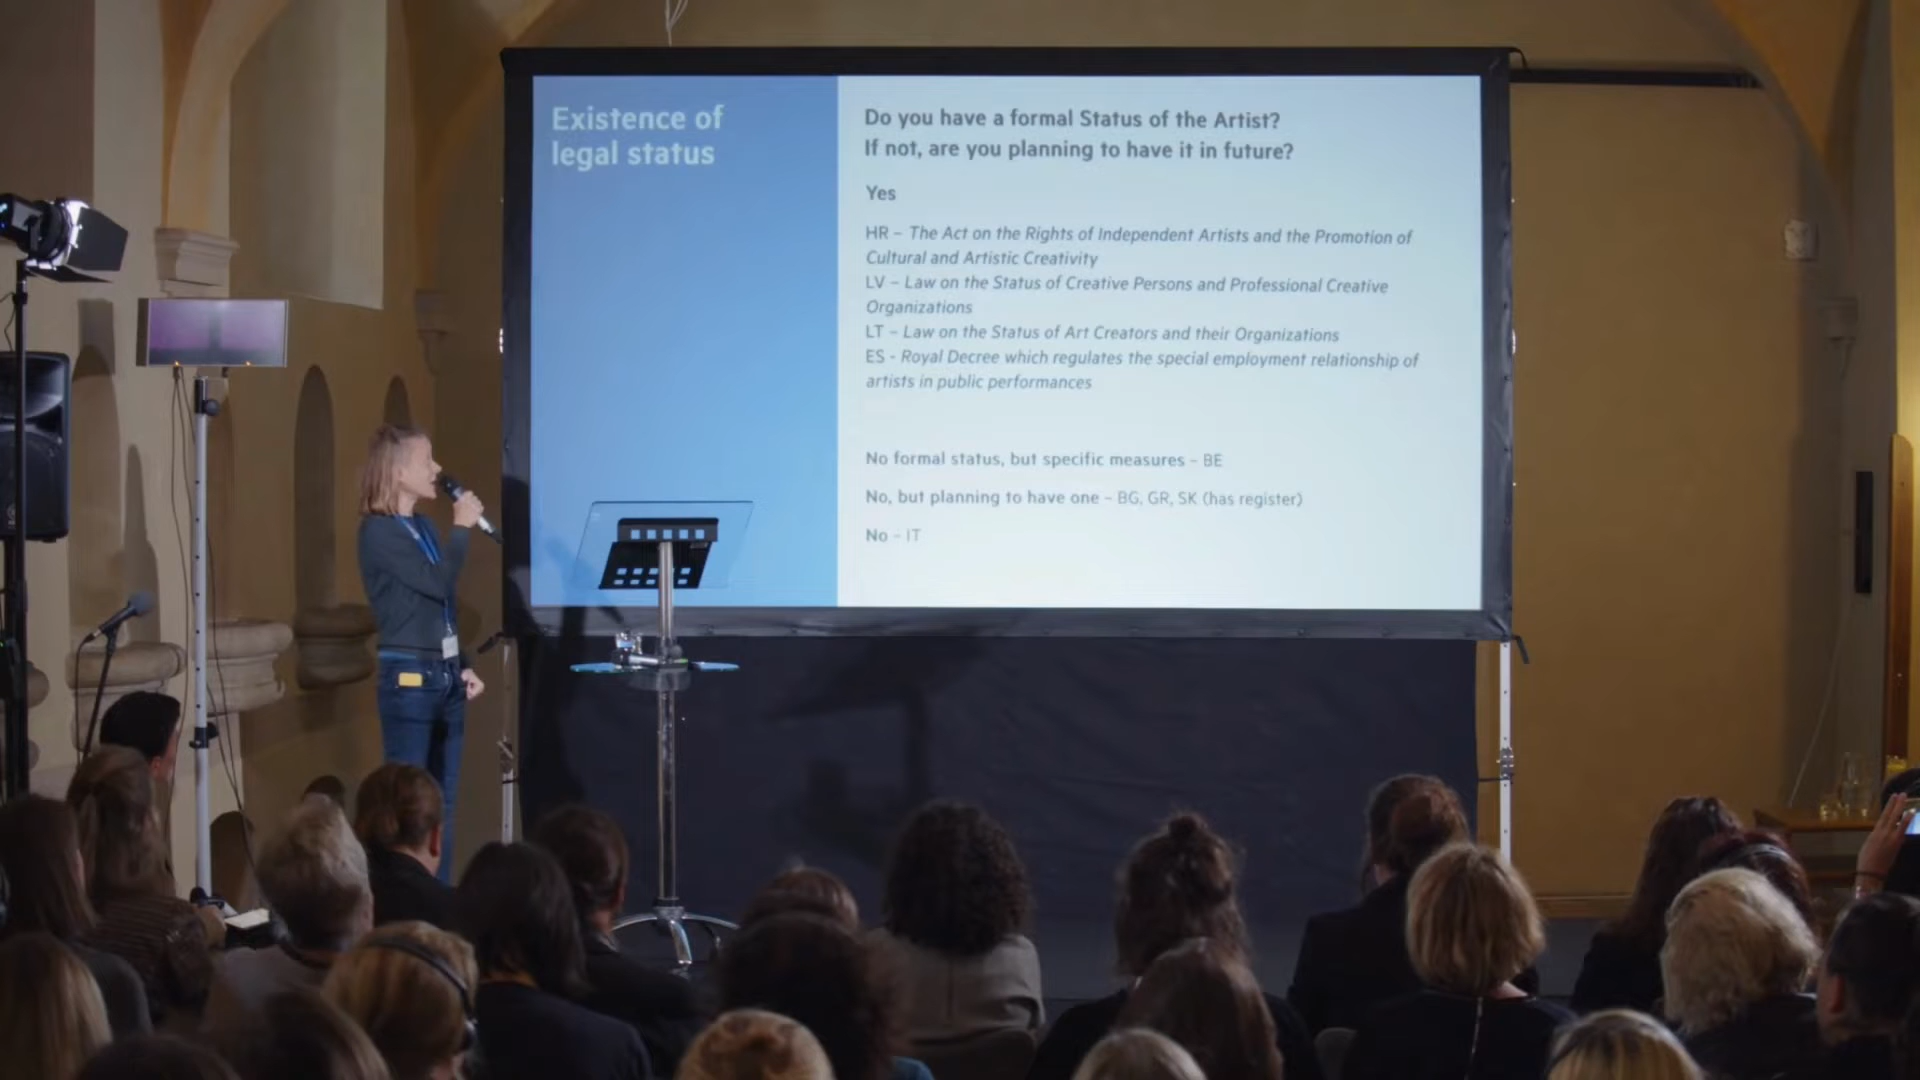 Existence of
legal status
Do you have a formal Status of the Artist?
If not, are you planning to have it in future?
Yes
HR – The Act on the Rights of Independent Artists and the Promotion of
Cultural and Artistic Creativity
LV – Law on the Status of Creative Persons and Professional Creative
Organizations
LT – Law on the Status of Art Creators and their Organizations
ES - Royal Decree which regulates the special employment relationship of
artists in public performances
No formal status, but specific measures – BE
No, but planning to have one – BG, GR, SK (has register)
No – IT